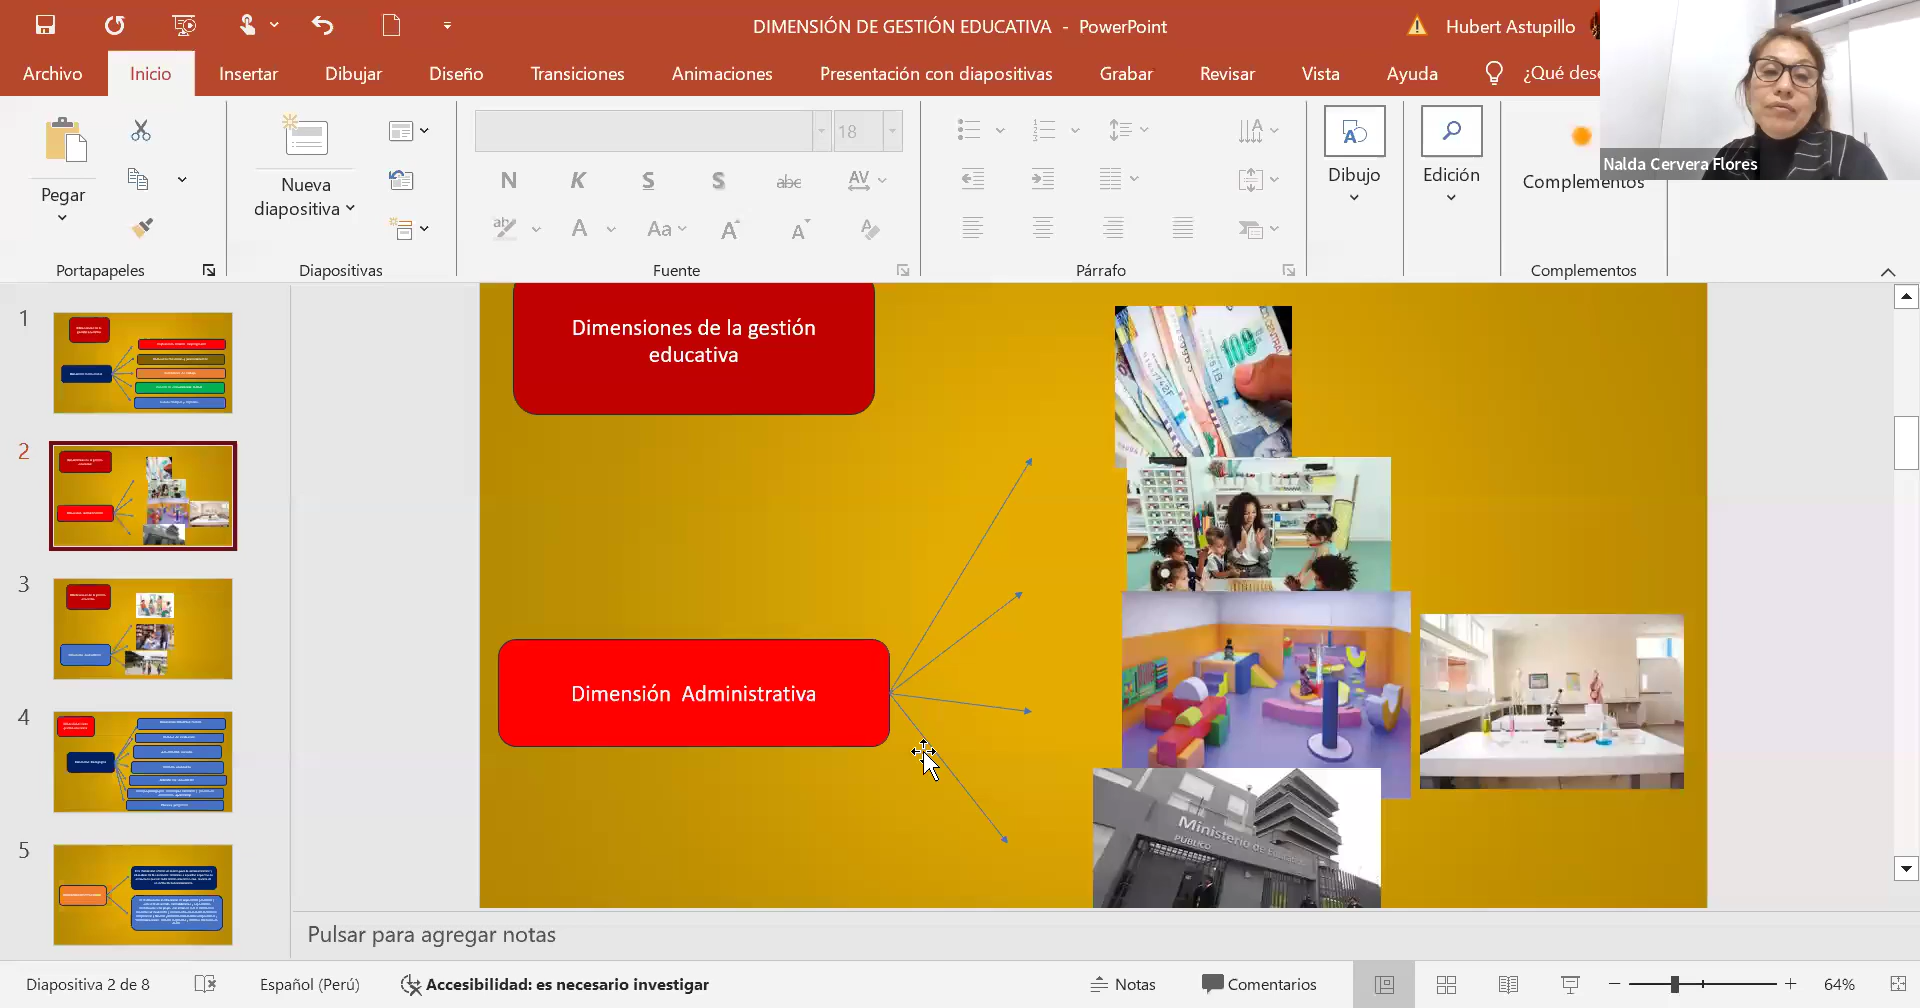 DIMENSIÓN DE GESTIÓN EDUCATIVA - PowerPoint
Hubert Astupillo
Archivo
Inicio
Insertar
Dibujar
Diseño
Transiciones
Animaciones
Presentación con diapositivas
Grabar
Revisar
Vista
Ayuda
¿Qué dese
Nalda Cervera Flores
Pegar
Nueva
diapositiva
18
N K S S abc AV
A Aa A A
Dibujo
Edición
Complementos
Portapapeles
Diapositivas
Fuente
Párrafo
Complementos
1
2
3
4
5
Dimensiones de la gestión
educativa
Dimensión Administrativa
Ministerio de Educación
PÚBLICO
Pulsar para agregar notas
Diapositiva 2 de 8
Español (Perú)
Accesibilidad: es necesario investigar
Notas
Comentarios
64%